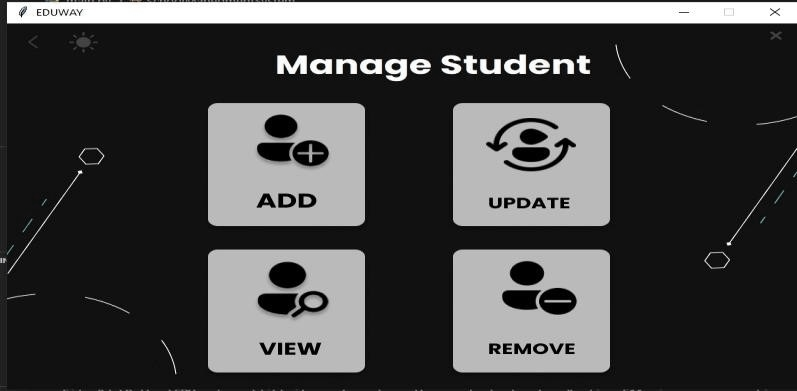 EDUWAY
Manage Student
ADD
UPDATE
VIEW
REMOVE